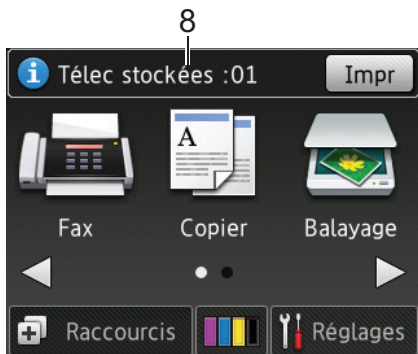 8
Télec stockées :01 Impr
A
Fax Copier Balayage
Raccourcis Réglages